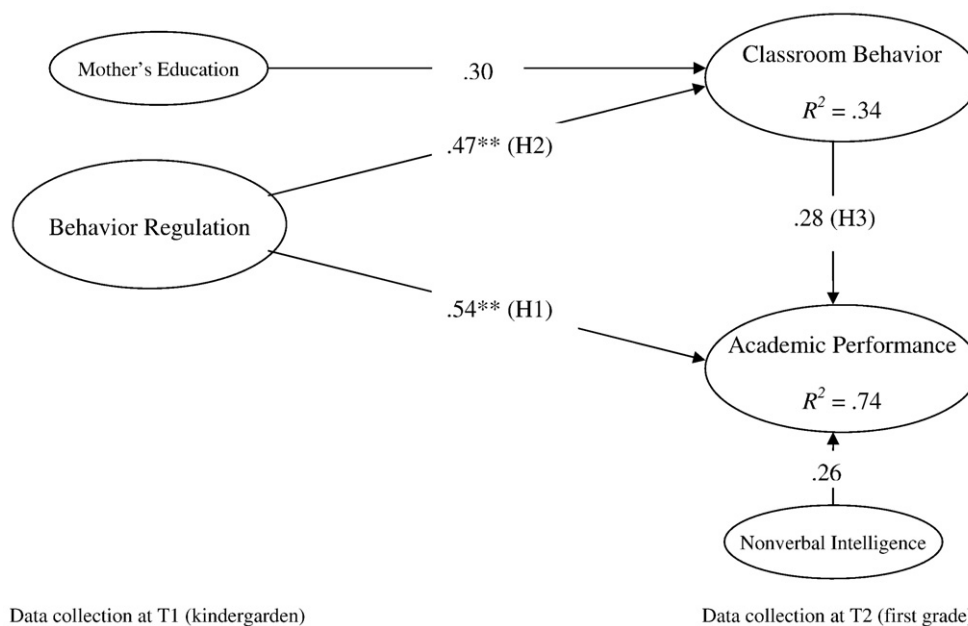 Mother's Education
.30
Classroom Behavior
R² = .34
.47** (H2)
Behavior Regulation
.28 (H3)
.54** (H1)
Academic Performance
R² = .74
.26
Nonverbal Intelligence
Data collection at T1 (kindergarden)
Data collection at T2 (first grade)